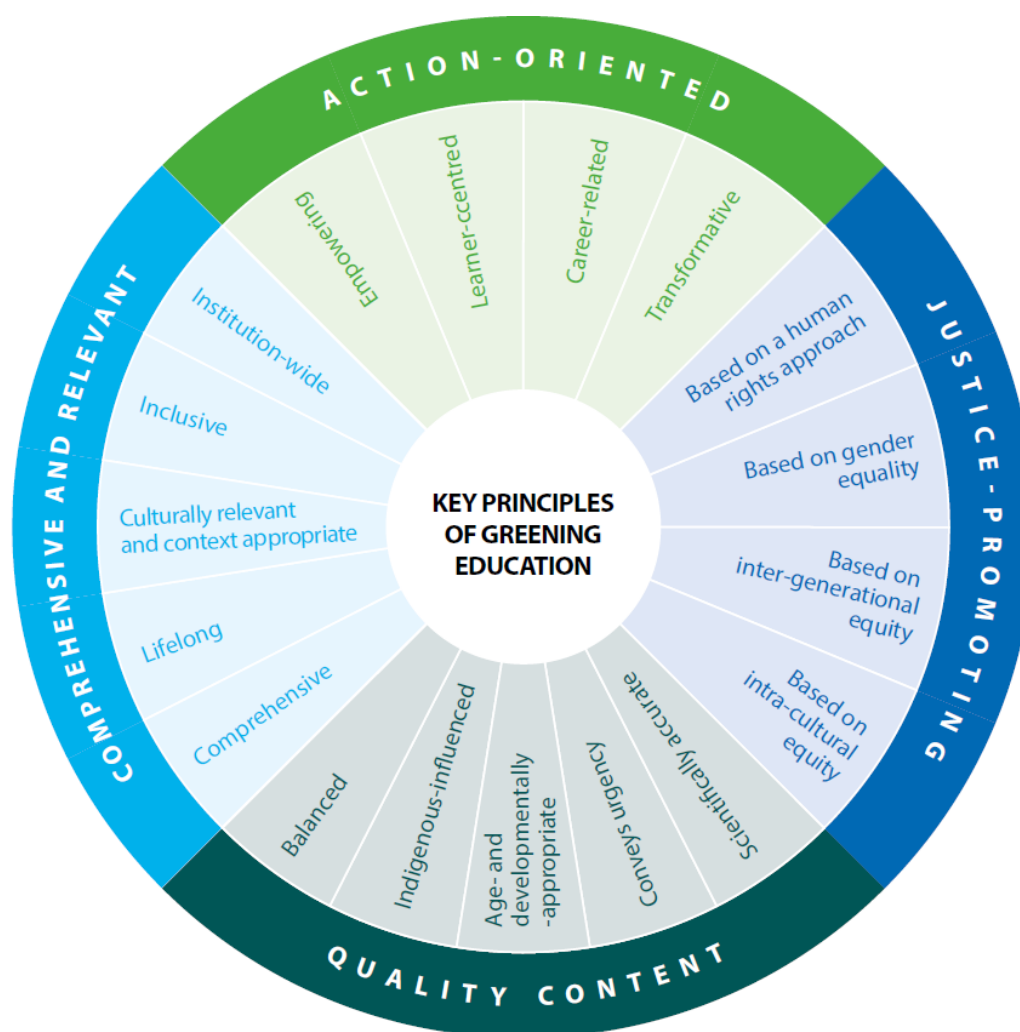 ACTION-ORIENTED
Empowering
Learner-ccentred
Career-related
Transformative
JUSTICE-PROMOTING
Based on a human
rights approach
Based on gender
equality
Based on
inter-generational
equity
Based on
intra-cultural
equity
QUALITY CONTENT
Scientifically accurate
Conveys urgency
Age- and
developmentally
-appropriate
Indigenous-influenced
Balanced
COMPREHENSIVE AND RELEVANT
Comprehensive
Lifelong
Culturally relevant
and context appropriate
Inclusive
Institution-wide
KEY PRINCIPLES
OF GREENING
EDUCATION